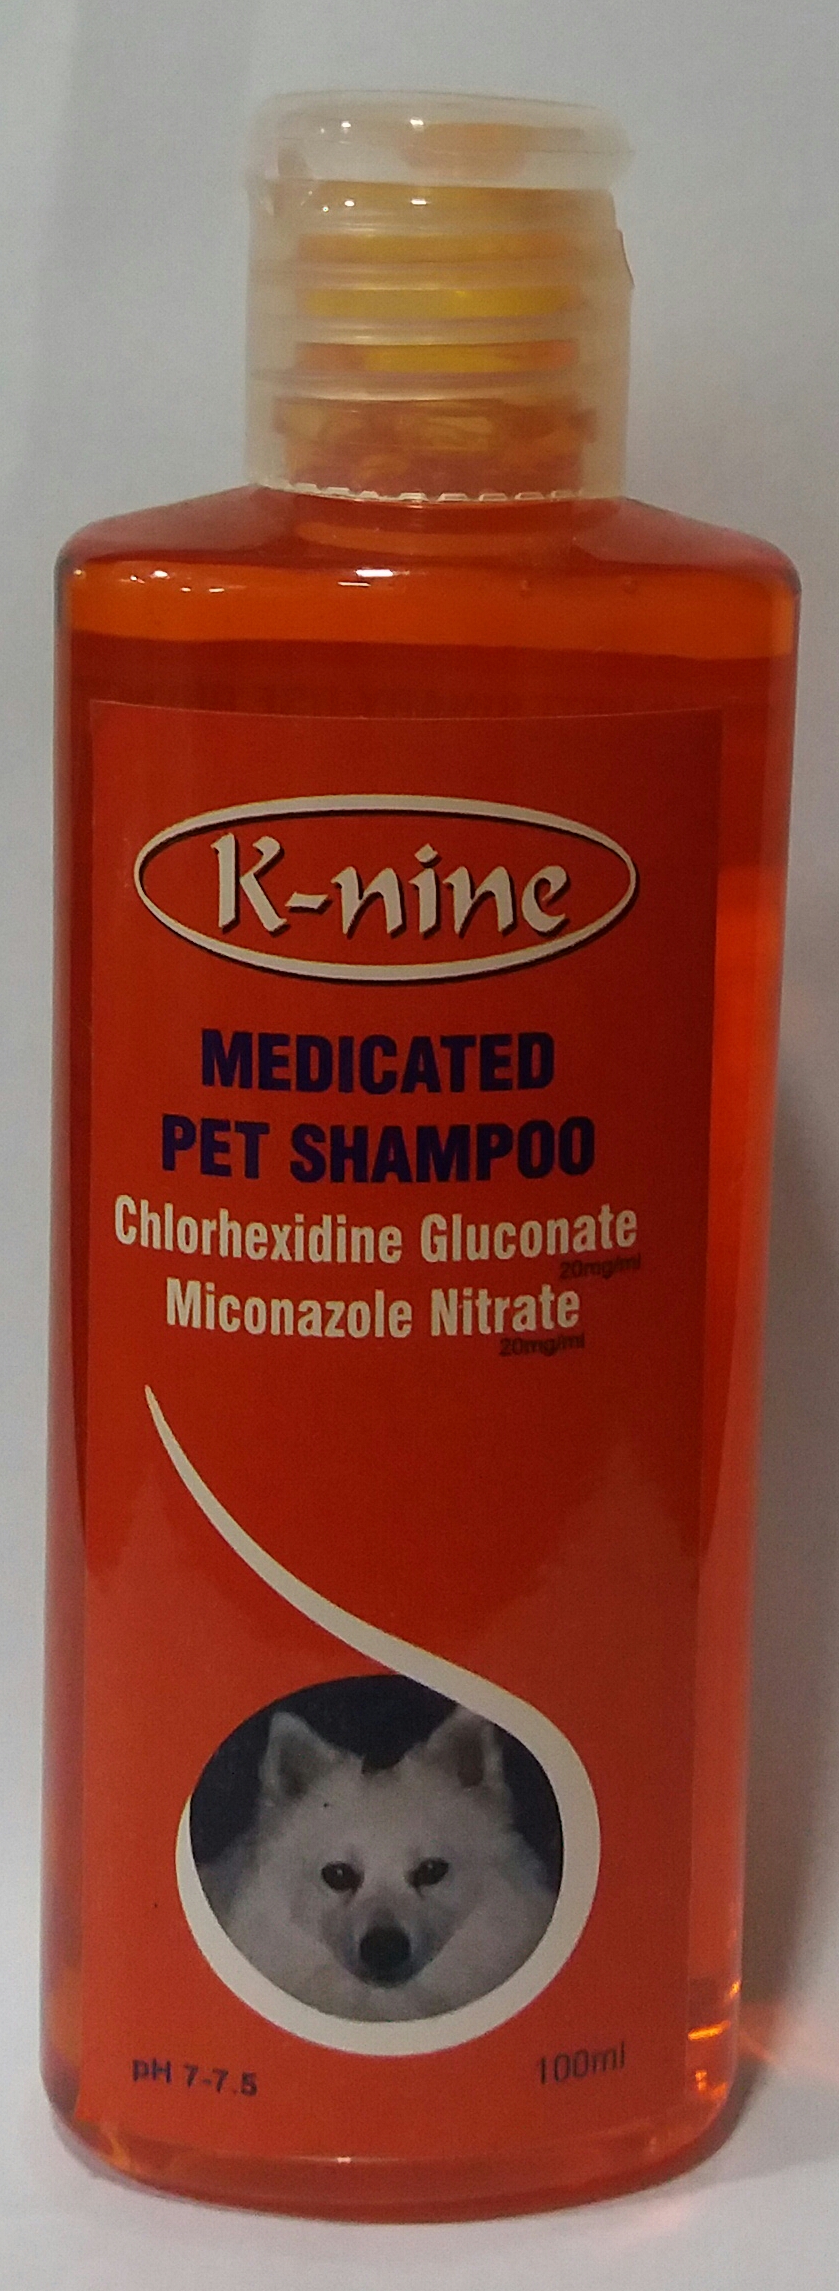 K-nine
MEDICATED
PET SHAMPOO
Chlorhexidine Gluconate
20mg/ml
Miconazole Nitrate
20mg/ml
pH 7-7.5
100ml